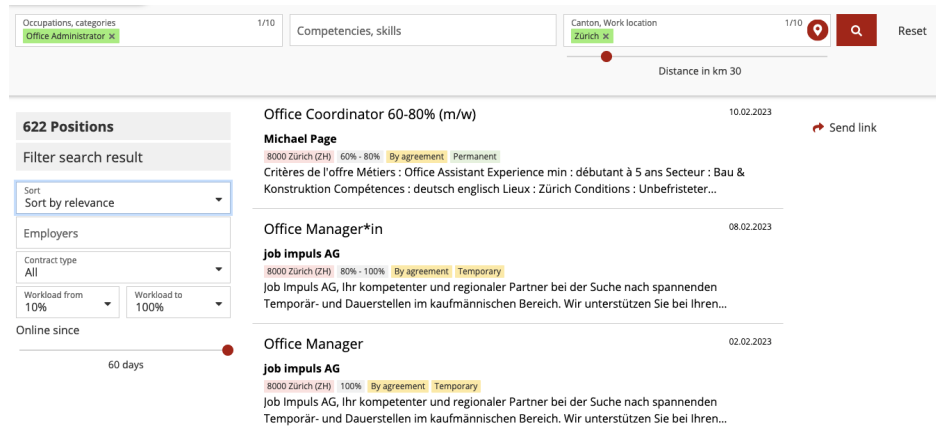 Occupations, categories 1/10
Office Administrator ×
Competencies, skills
Canton, Work location 1/10
Zürich ×
Reset
Distance in km 30
622 Positions
Filter search result
Sort
Sort by relevance
Employers
Contract type
All
Workload from
10%
Workload to
100%
Online since
60 days
Office Coordinator 60-80% (m/w) 10.02.2023
Michael Page
8000 Zürich (ZH) 60% - 80% By agreement Permanent
Critères de l'offre Métiers : Office Assistant Experience min : débutant à 5 ans Secteur : Bau &
Konstruktion Compétences : deutsch englisch Lieux : Zürich Conditions : Unbefristeter...
Office Manager*in 08.02.2023
job impuls AG
8000 Zürich (ZH) 80% - 100% By agreement Temporary
Job Impuls AG, Ihr kompetenter und regionaler Partner bei der Suche nach spannenden
Temporär- und Dauerstellen im kaufmännischen Bereich. Wir unterstützen Sie bei Ihren...
Office Manager 02.02.2023
job impuls AG
8000 Zürich (ZH) 100% By agreement Temporary
Job Impuls AG, Ihr kompetenter und regionaler Partner bei der Suche nach spannenden
Temporär- und Dauerstellen im kaufmännischen Bereich. Wir unterstützen Sie bei Ihren...
Send link